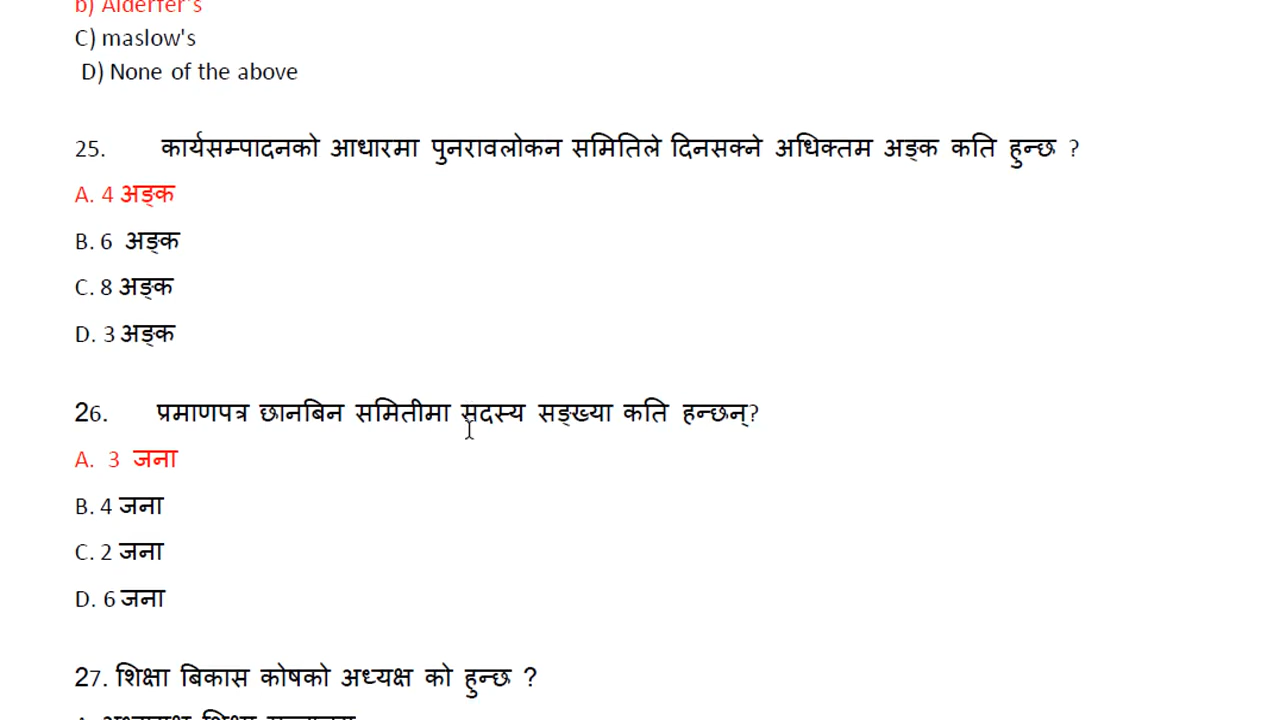 b) Alderfer's
C) maslow's
D) None of the above
25. कार्यसम्पादनको आधारमा पुनरावलोकन समितिले दिनसक्ने अधिक्तम अङ्क कति हुन्छ ?
A. 4 अङ्क
B. 6 अङ्क
C. 8 अङ्क
D. 3 अङ्क
26. प्रमाणपत्र छानबिन समितीमा सदस्य सङ्ख्या कति हन्छन्?
A. 3 जना
B. 4 जना
C. 2 जना
D. 6 जना
27. शिक्षा बिकास कोषको अध्यक्ष को हुन्छ ?